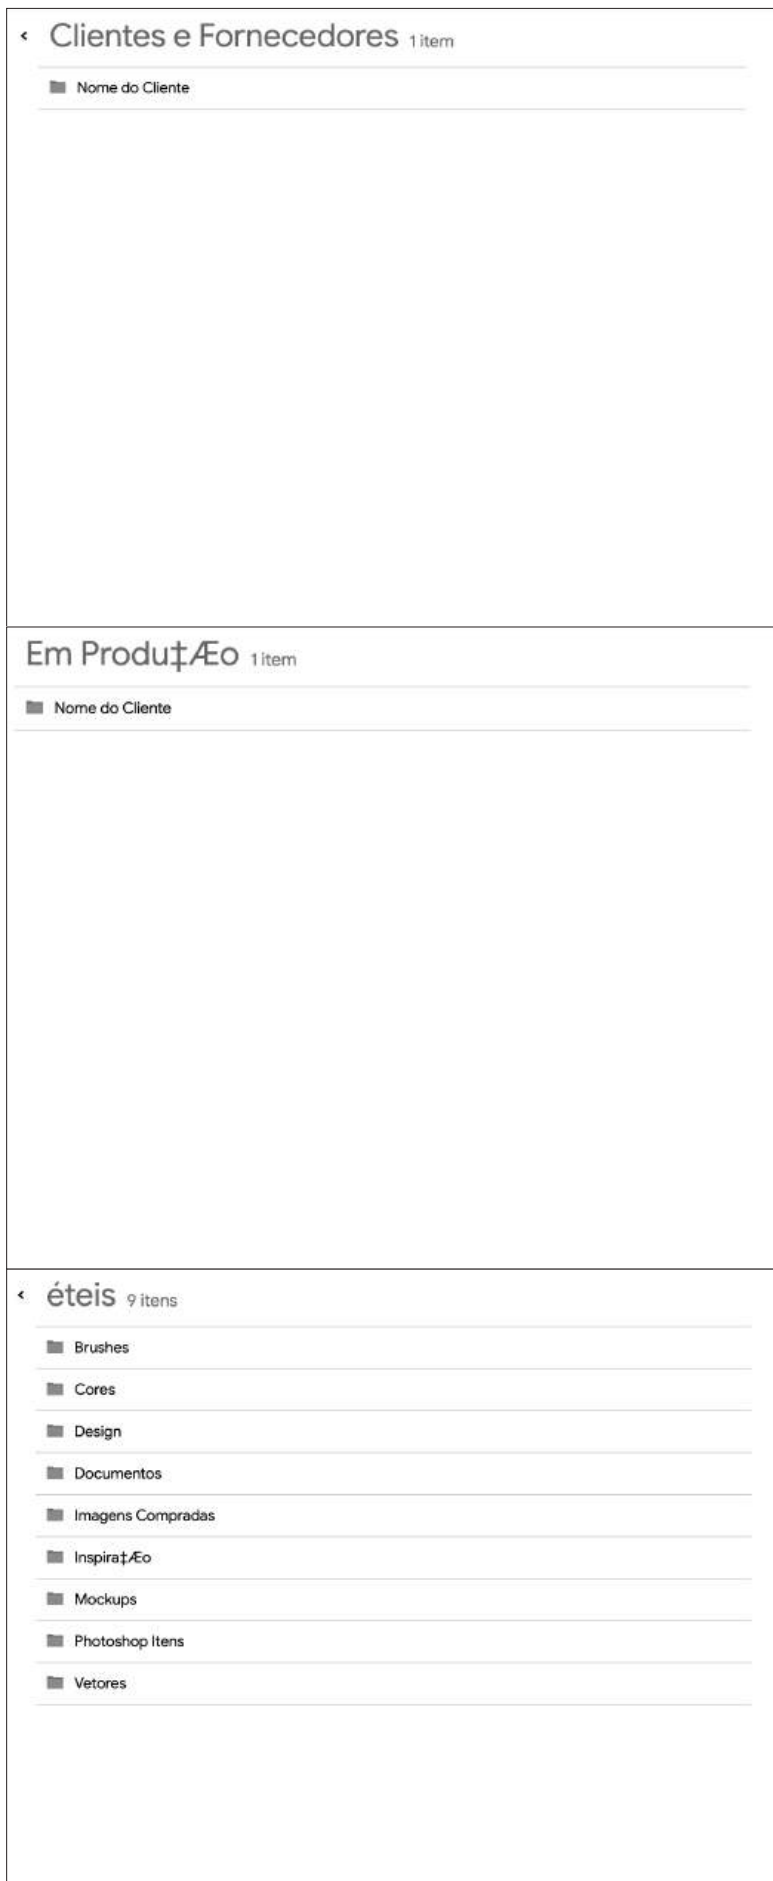 Clientes e Fornecedores 1 item
Nome do Cliente
Em Produ‡Æo 1 item
Nome do Cliente
éteis 9 itens
Brushes
Cores
Design
Documentos
Imagens Compradas
Inspira‡Æo
Mockups
Photoshop Itens
Vetores